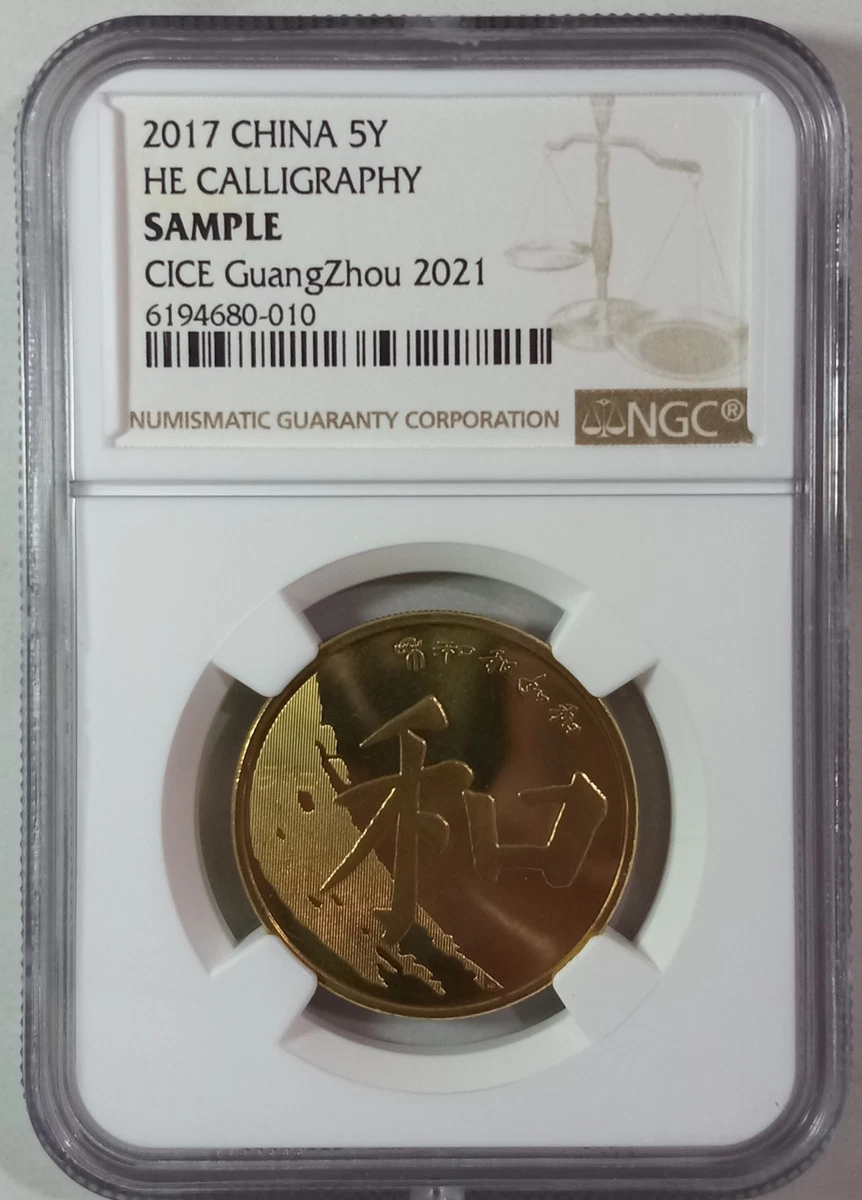 2017 CHINA 5Y
HE CALLIGRAPHY
SAMPLE
CICE GuangZhou 2021
6194680-010
NUMISMATIC GUARANTY CORPORATION
NGC®
和